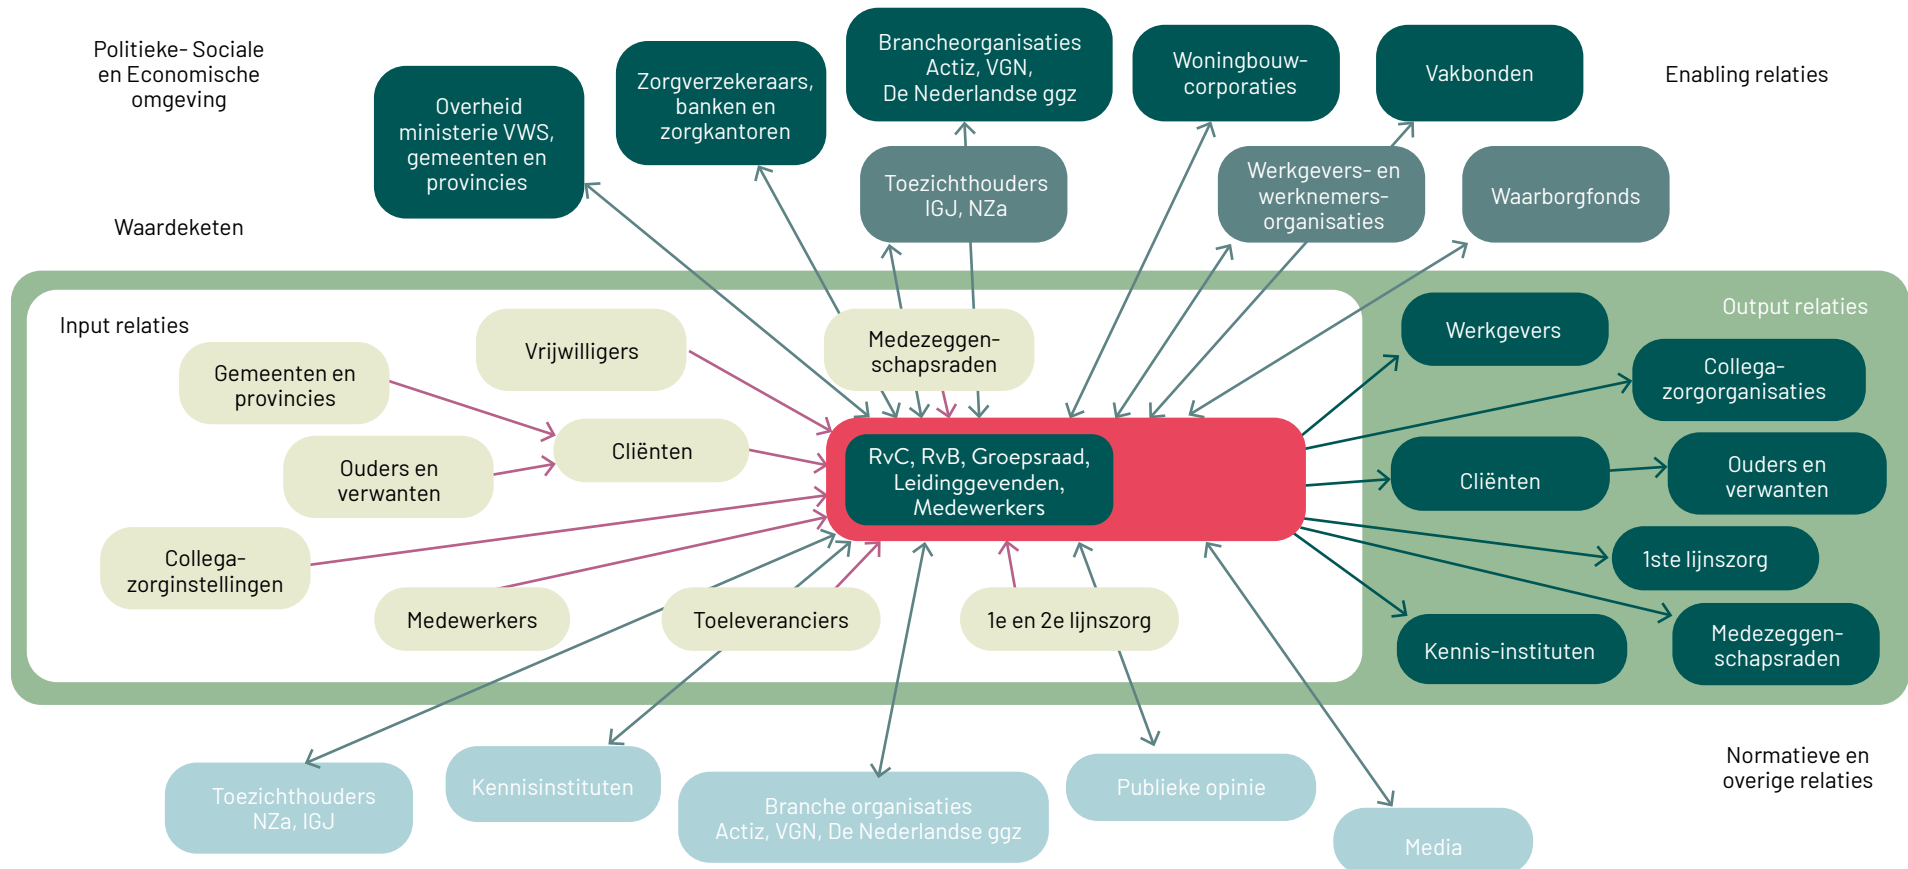 Politieke- Sociale
en Economische
omgeving
Overheid
ministerie VWS,
gemeenten en
provincies
Zorgverzekeraars,
banken en
zorgkantoren
Brancheorganisaties
Actiz, VGN,
De Nederlandse ggz
Woningbouw-
corporaties
Vakbonden
Enabling relaties
Toezichthouders
IGJ, NZa
Werkgevers- en
werknemers-
organisaties
Waarborgfonds
Waardeketen
Input relaties
Output relaties
Gemeenten en
provincies
Vrijwilligers
Medezeggen-
schapsraden
Ouders en
verwanten
Cliënten
Collega-
zorginstellingen
Medewerkers
Toeleveranciers
1e en 2e lijnszorg
RvC, RvB, Groepsraad,
Leidinggevenden,
Medewerkers
Werkgevers
Collega-
zorgorganisaties
Cliënten
Ouders en
verwanten
1ste lijnszorg
Kennis-instituten
Medezeggen-
schapsraden
Toezichthouders
NZa, IGJ
Kennisinstituten
Branche organisaties
Actiz, VGN, De Nederlandse ggz
Publieke opinie
Media
Normatieve en
overige relaties